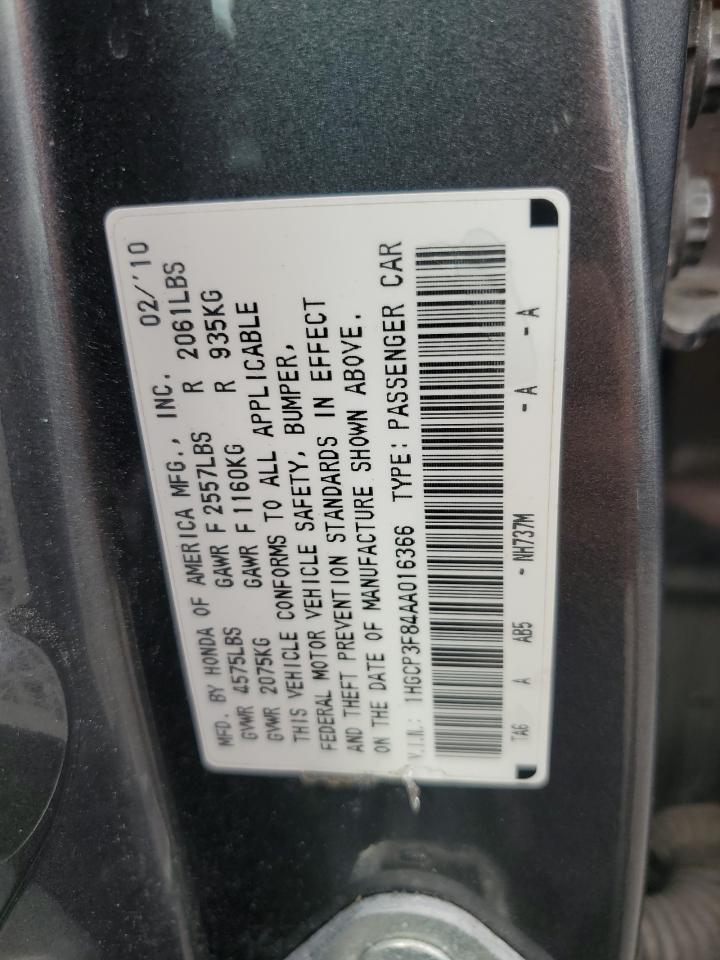 MFD. BY HONDA OF AMERICA MFG., INC. 02/'10
GVWR 4575LBS GAWR F 2557LBS R 2061LBS
GVWR 2075KG GAWR F 1160KG R 935KG
THIS VEHICLE CONFORMS TO ALL APPLICABLE
FEDERAL MOTOR VEHICLE SAFETY, BUMPER,
AND THEFT PREVENTION STANDARDS IN EFFECT
ON THE DATE OF MANUFACTURE SHOWN ABOVE.
V.I.N.: 1HGCP3F84AA016366 TYPE: PASSENGER CAR
TA6 A AB5 - NH737M - A - A